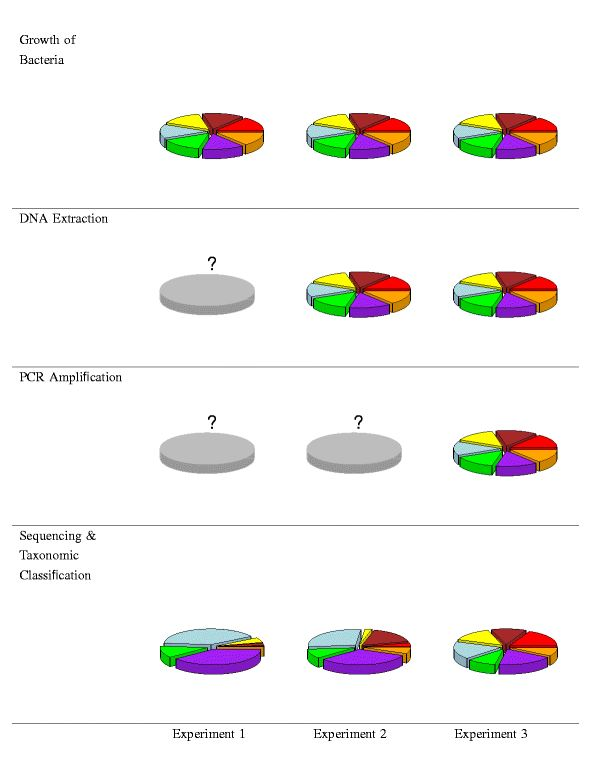 Growth of
Bacteria
DNA Extraction
?
PCR Amplification
? ?
Sequencing &
Taxonomic
Classification
Experiment 1 Experiment 2 Experiment 3